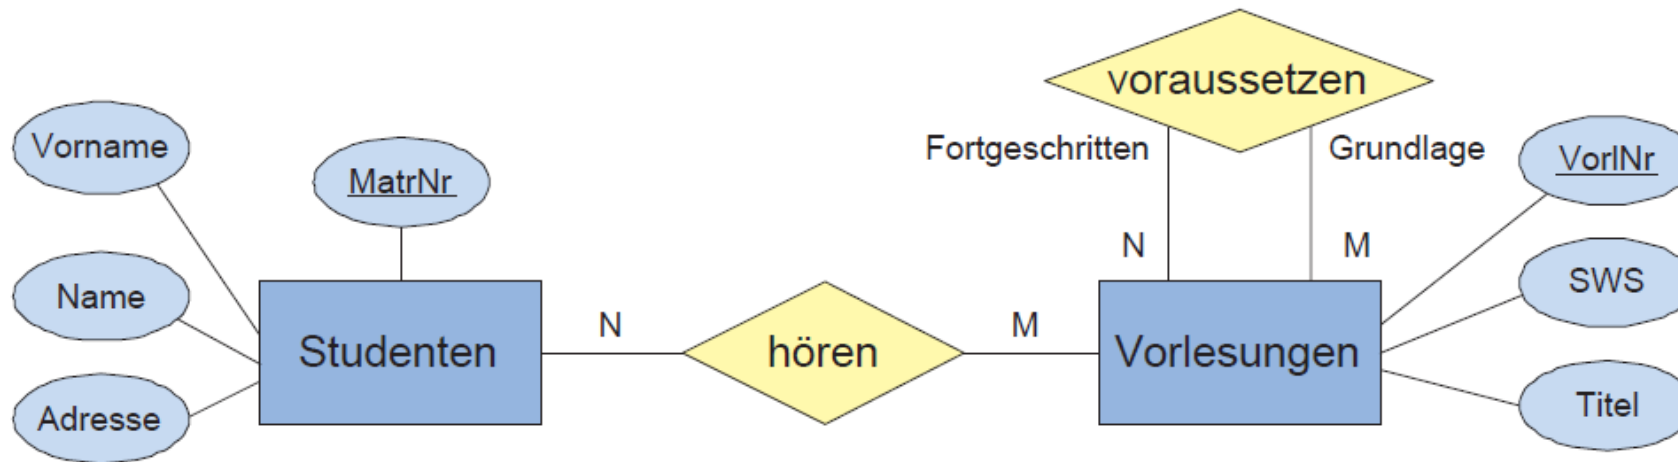 voraussetzen
Vorname
Fortgeschritten
Grundlage
VorlNr
MatrNr
N
M
Name
SWS
N
M
Studenten
hören
Vorlesungen
Adresse
Titel